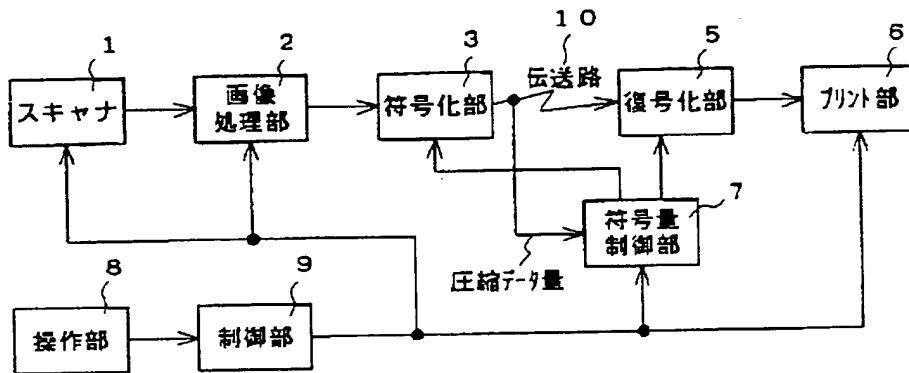 10
1
2
3
5
6
伝送路
スキャナ
画像
処理部
符号化部
復号化部
プリント部
7
符号量
制御部
圧縮データ量
8
9
操作部
制御部